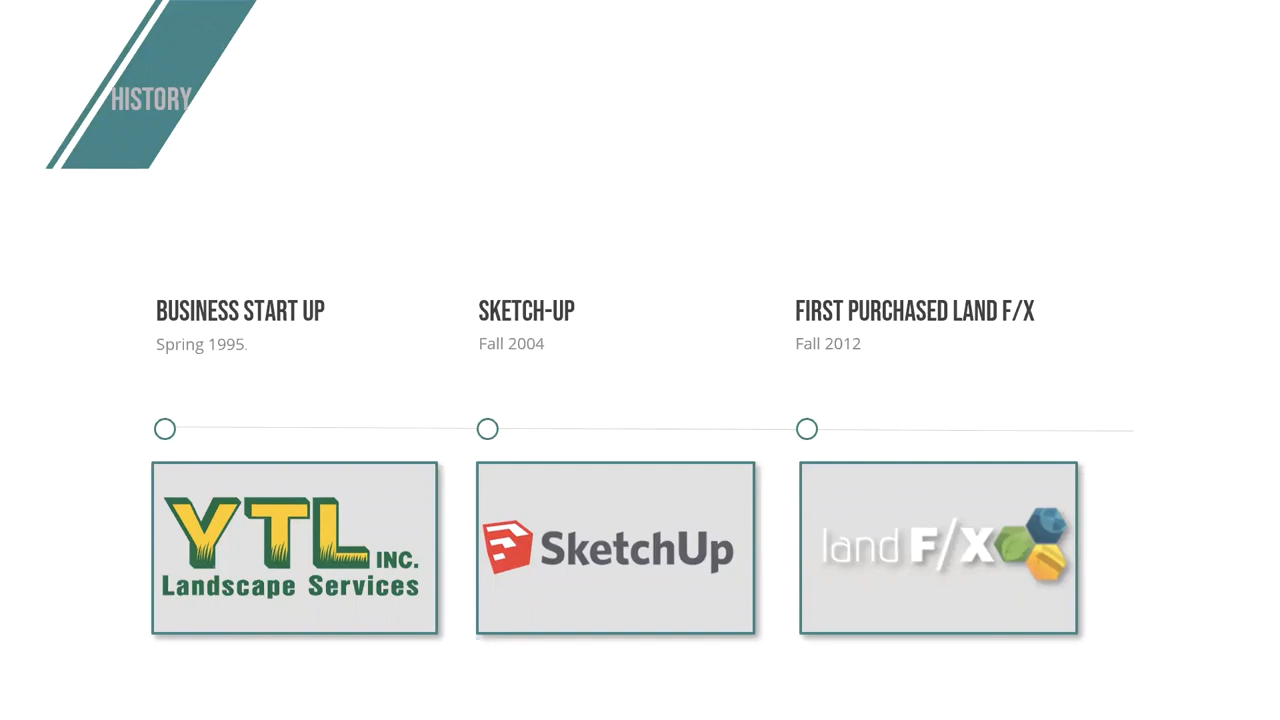 HISTORY
BUSINESS START UP
Spring 1995.
SKETCH-UP
Fall 2004
FIRST PURCHASED LAND F/X
Fall 2012
YTL INC.
Landscape Services
SketchUp
land F/X